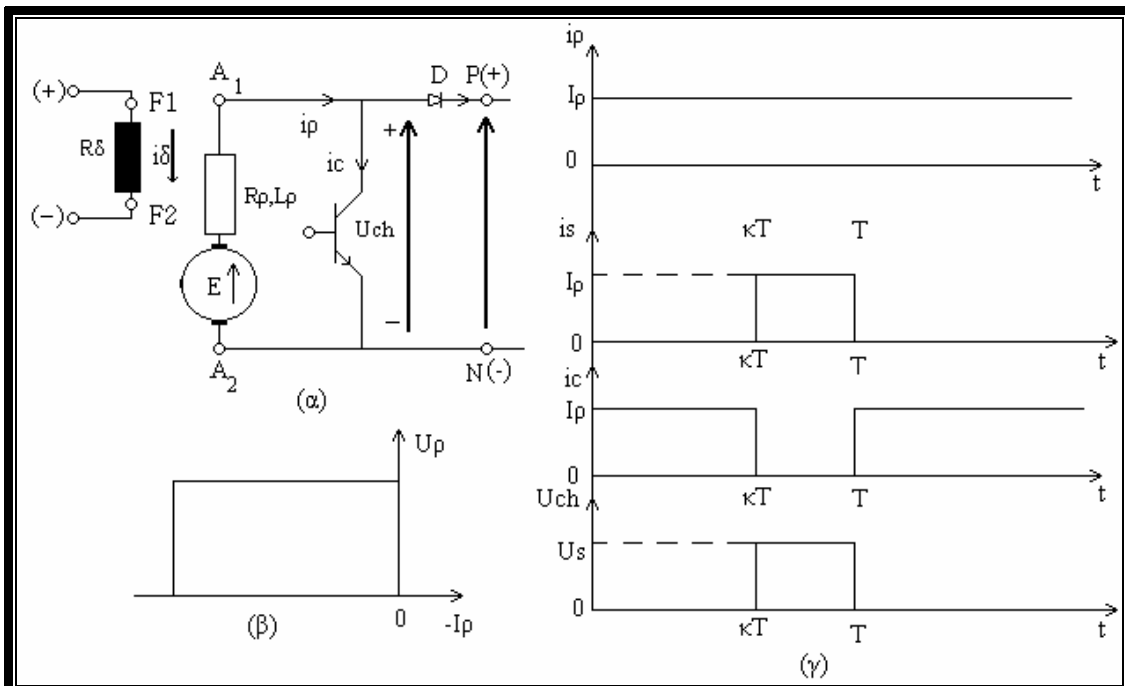 A1 D P(+)
(+) F1 iρ
Rδ iδ + ic
(−) F2 Rρ,Lρ
Uch
E
−
A2 N(-)
(α)
Uρ
0 -Iρ
(β)
iρ
Iρ
0 t
is κT T
Iρ
0 t
ic κT T
Iρ
0 t
Uch κT T
Us
0 t
κT T
(γ)